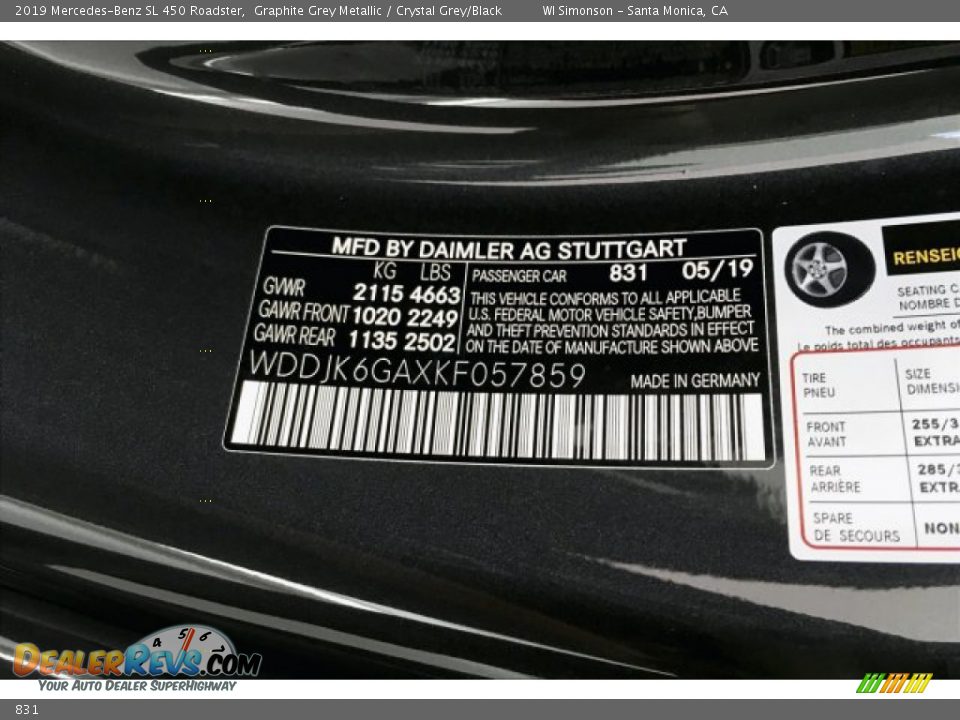 2019 Mercedes-Benz SL 450 Roadster, Graphite Grey Metallic / Crystal Grey/Black WI Simonson - Santa Monica, CA
MFD BY DAIMLER AG STUTTGART
KG LBS
GVWR 2115 4663
GAWR FRONT 1020 2249
GAWR REAR 1135 2502
PASSENGER CAR 831 05/19
THIS VEHICLE CONFORMS TO ALL APPLICABLE
U.S. FEDERAL MOTOR VEHICLE SAFETY, BUMPER
AND THEFT PREVENTION STANDARDS IN EFFECT
ON THE DATE OF MANUFACTURE SHOWN ABOVE
WDDJK6GAXKF057859 MADE IN GERMANY
SEATING
NOMBRE
The combined weight of
Le poids total des occupants
TIRE
PNEU
SIZE
FRONT
AVANT
255/3
REAR
ARRIÈRE
285/3
SPARE
DE SECOURS
NON
4 5 6 7
DEALERREVS.COM
YOUR AUTO DEALER SUPERHIGHWAY
831